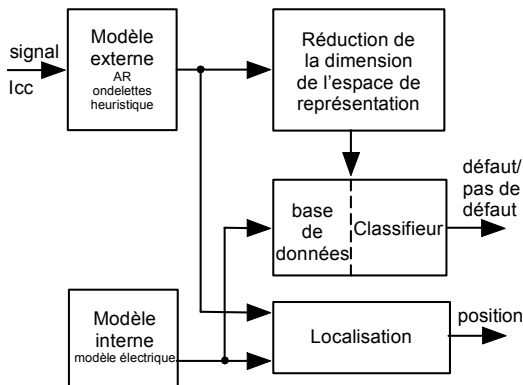 signal
Icc
Modèle
externe
AR
ondelettes
heuristique
Réduction de
la dimension
de l'espace de
représentation
base
de
données
Classifieur
défaut/
pas de
défaut
Modèle
interne
modèle électrique
Localisation
position